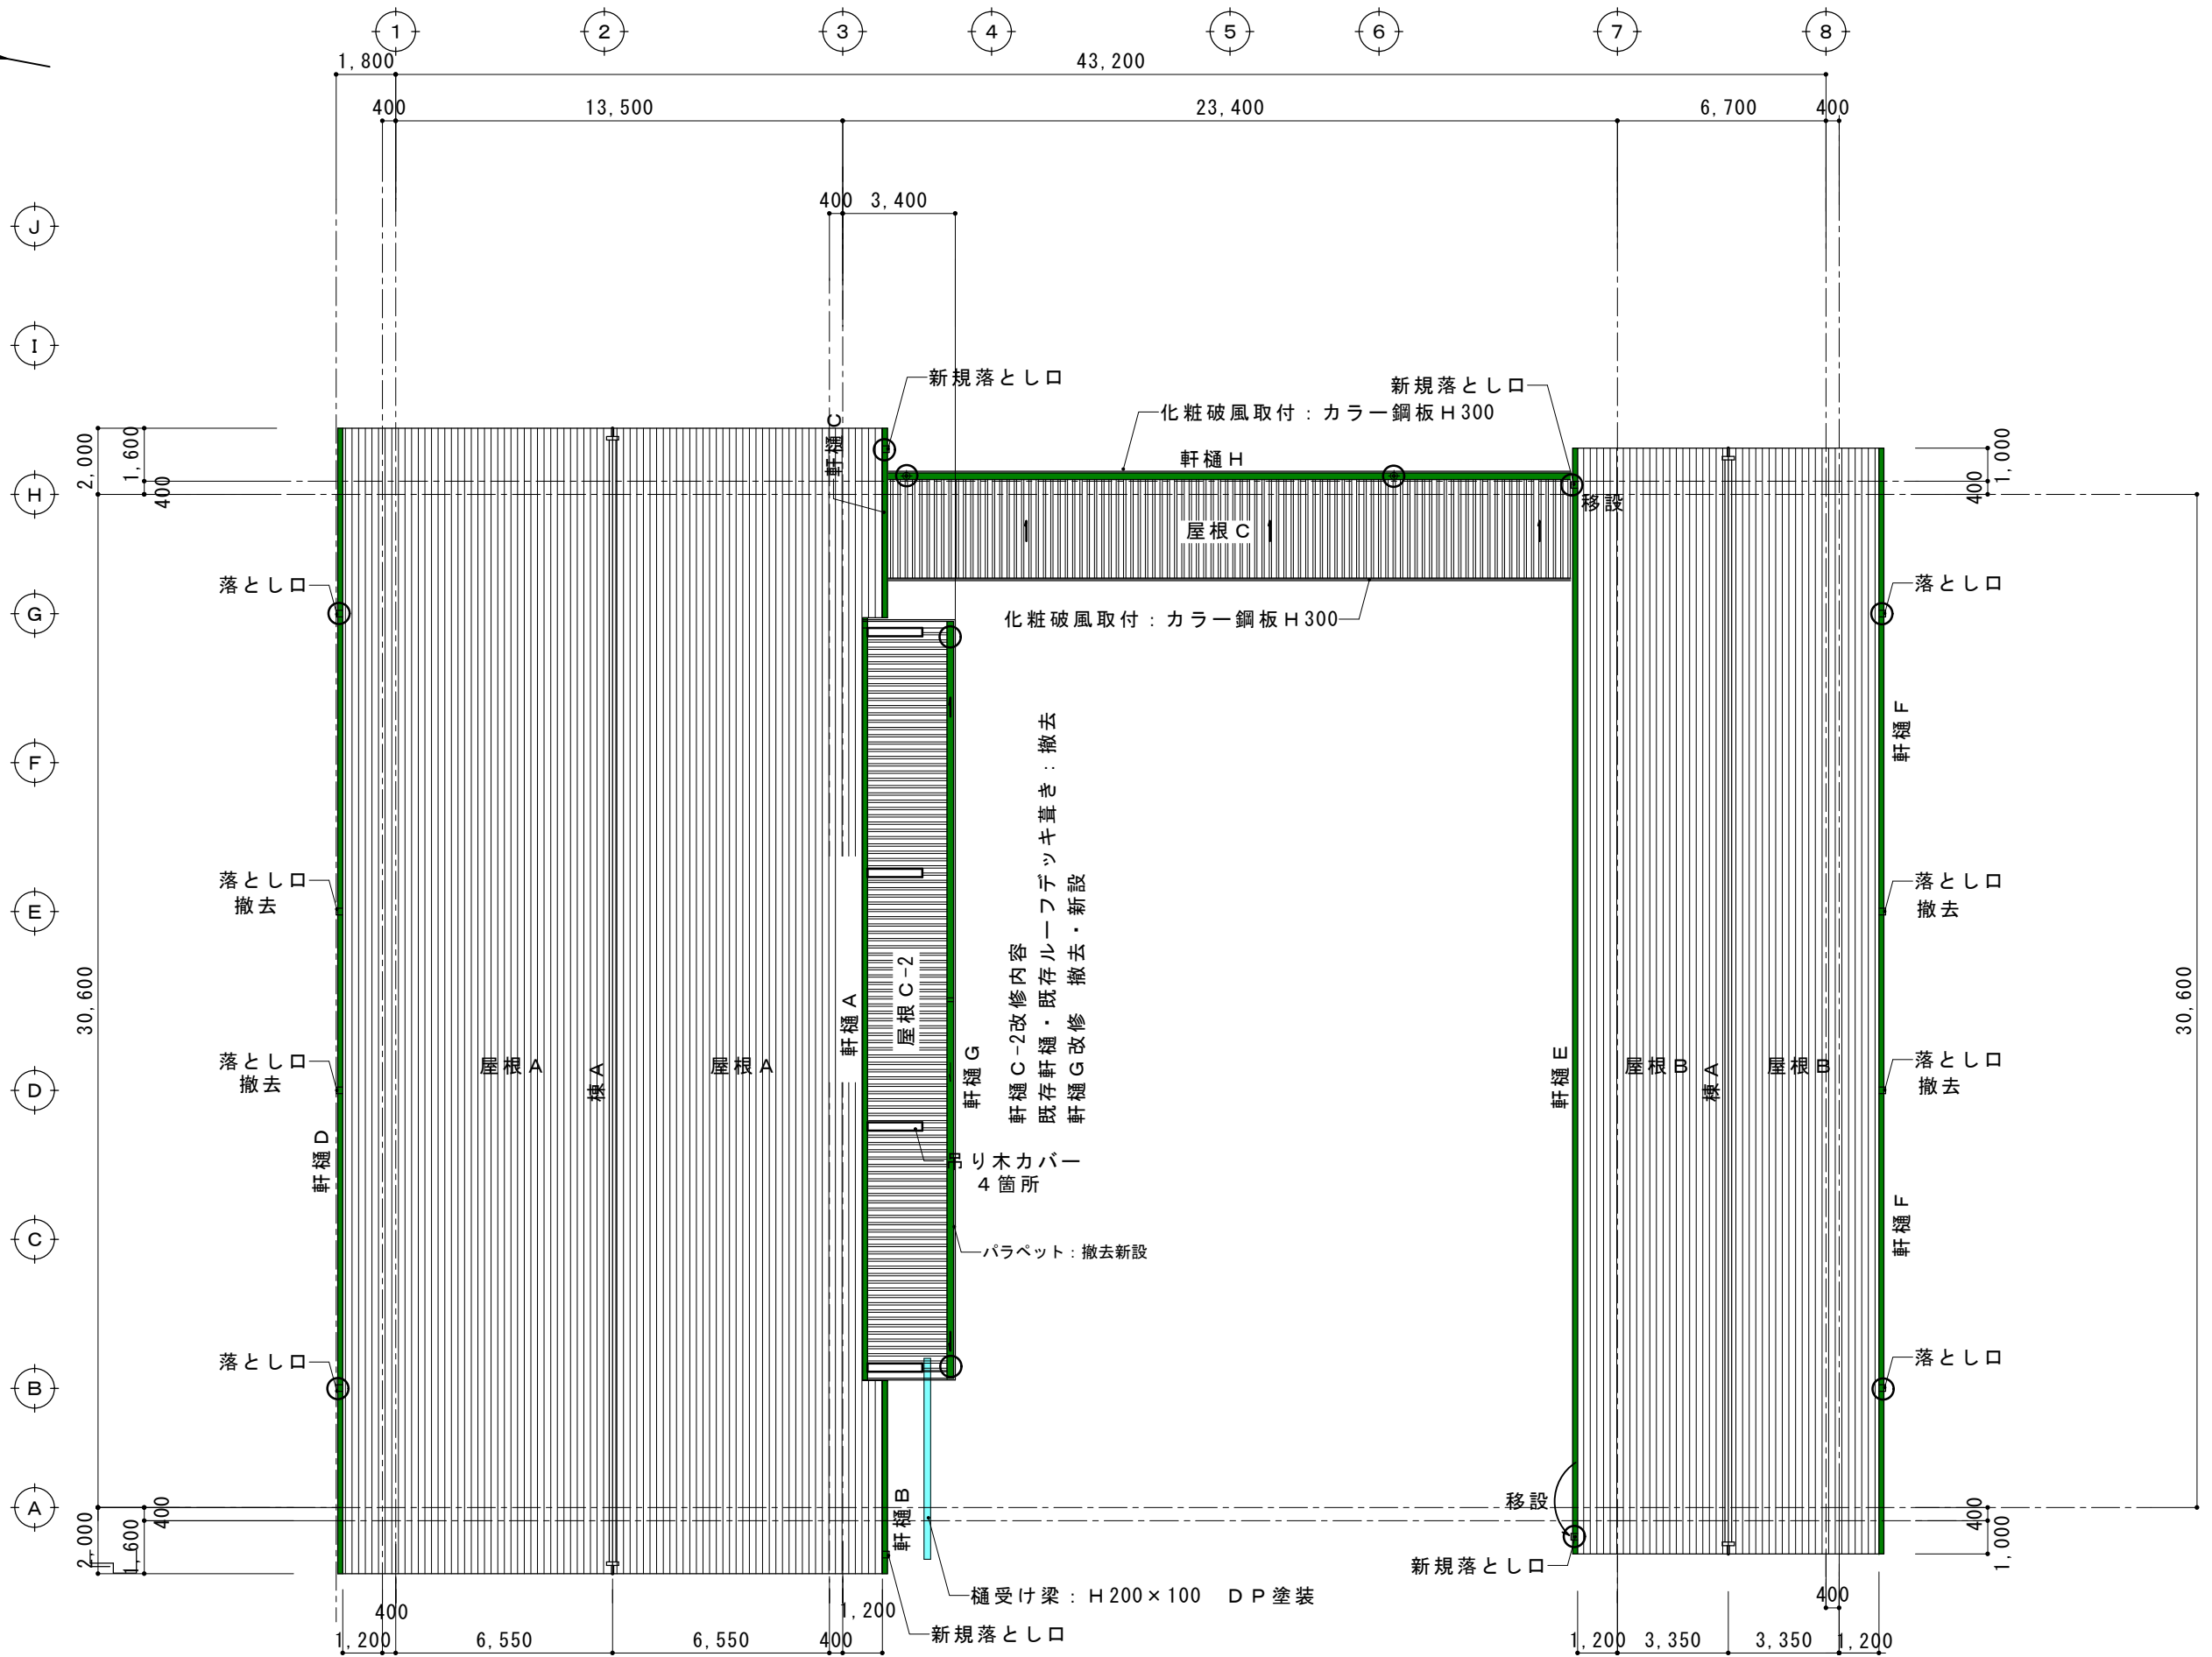 1
2
3
4
5
6
7
8
1,800
43,200
400
13,500
23,400
6,700
400
400
3,400
J
I
H
G
F
E
D
C
B
A
新規落とし口
新規落とし口
化粧破風取付：カラー鋼板Ｈ300
軒樋Ｃ
軒樋Ｈ
2,000
1,600
400
1,000
400
移設
屋根Ｃ
落とし口
落とし口
化粧破風取付：カラー鋼板Ｈ300
軒樋Ｆ
落とし口
撤去
落とし口
撤去
30,600
30,600
軒樋Ａ
屋根Ｃ-2
軒樋Ｇ
軒樋Ｃ-2改修内容
既存軒樋・既存ルーフデッキ葺き：撤去
軒樋Ｇ改修　撤去・新設
軒樋Ｅ
屋根Ａ
棟Ａ
屋根Ａ
屋根Ｂ
棟Ａ
屋根Ｂ
落とし口
撤去
落とし口
撤去
軒樋Ｄ
吊り木カバー
４箇所
軒樋Ｆ
パラペット：撤去新設
落とし口
落とし口
軒樋Ｂ
移設
400
2,000
1,600
400
1,000
新規落とし口
樋受け梁：Ｈ200×100　ＤＰ塗装
新規落とし口
400
1,200
400
1,200
6,550
6,550
400
1,200
3,350
3,350
1,200